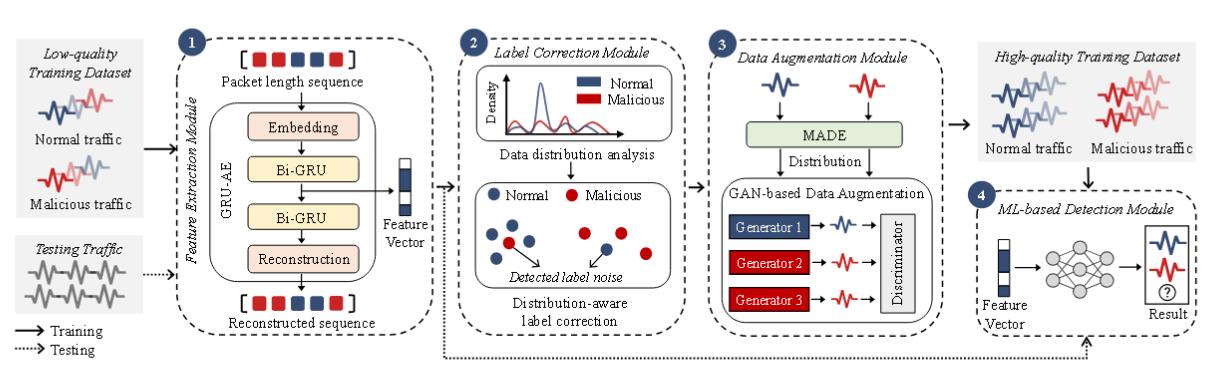 Low-quality
Training Dataset
Normal traffic
Malicious traffic
Testing Traffic
Training
Testing
1
Feature Extraction Module
[ ]
Packet length sequence
GRU-AE
Embedding
Bi-GRU
Bi-GRU
Reconstruction
Feature
Vector
[ ]
Reconstructed sequence
2
Label Correction Module
Density
Normal
Malicious
Data distribution analysis
Normal
Malicious
Detected label noise
Distribution-aware
label correction
3
Data Augmentation Module
MADE
Distribution
GAN-based Data Augmentation
Generator 1
Generator 2
Generator 3
Discriminator
High-quality Training Dataset
Normal traffic
Malicious traffic
4
ML-based Detection Module
Feature
Vector
?
Result